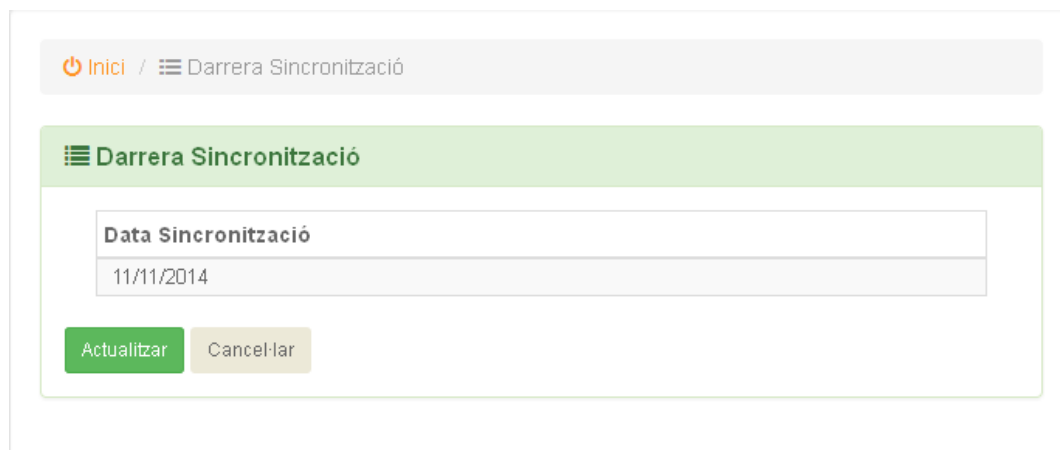 Inici / Darrera Sincronització
Darrera Sincronització
Data Sincronització
11/11/2014
Actualitzar Cancel·lar